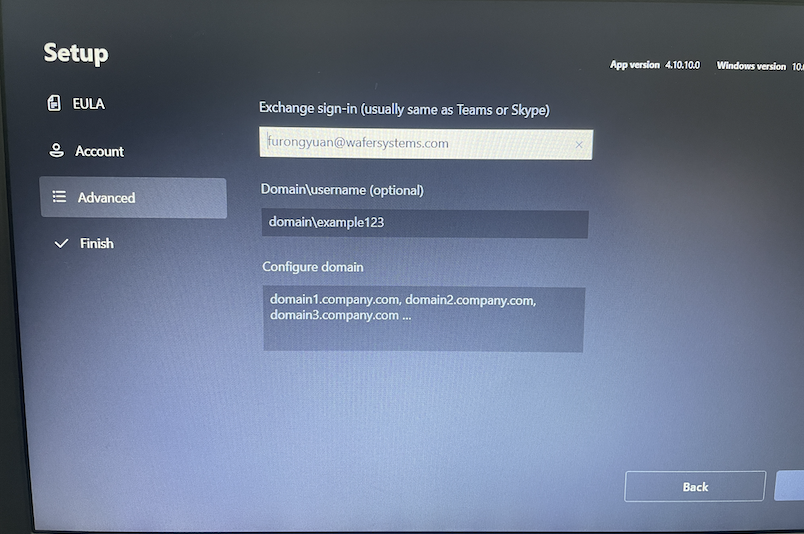 Setup
App version 4.10.10.0 Windows version 10.
EULA
Account
Advanced
Finish
Exchange sign-in (usually same as Teams or Skype)
furongyuan@wafersystems.com
Domain\username (optional)
domain\example123
Configure domain
domain1.company.com, domain2.company.com,
domain3.company.com ...
Back